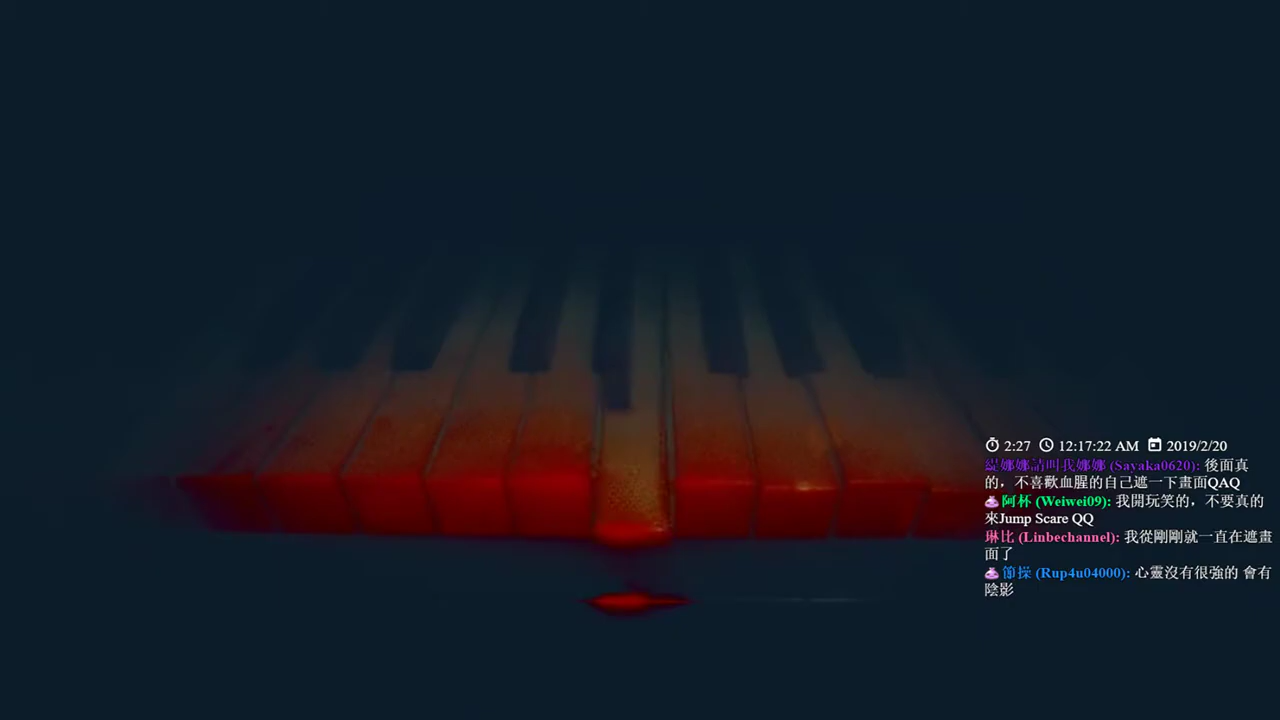 2:27 12:17:22 AM 2019/2/20
緹娜娜請叫我娜娜 (Sayaka0620): 後面真
的，不喜歡血腥的自己遮一下畫面QAQ
阿杯 (Weiwei09): 我開玩笑的，不要真的
來Jump Scare QQ
琳比 (Linbechannel): 我從剛剛就一直在遮畫
面了
節操 (Rup4u04000): 心靈沒有很強的 會有
陰影